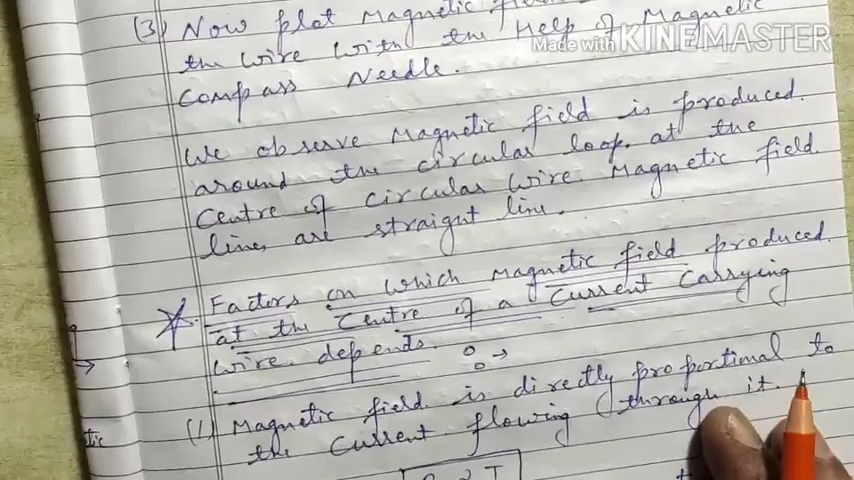 (3) Now plot Magnetic
the wire with the Help of Magnetic
Compass Needle.
Made with KINEMASTER
We observe Magnetic field is produced.
around the circular loop. at the
Centre of circular wire Magnetic field.
lines are straight line.
Factors on which Magnetic field produced
at the Centre of a Current Carrying
wire depends. :→
(1) Magnetic field is directly proportional to
the Current flowing through it.